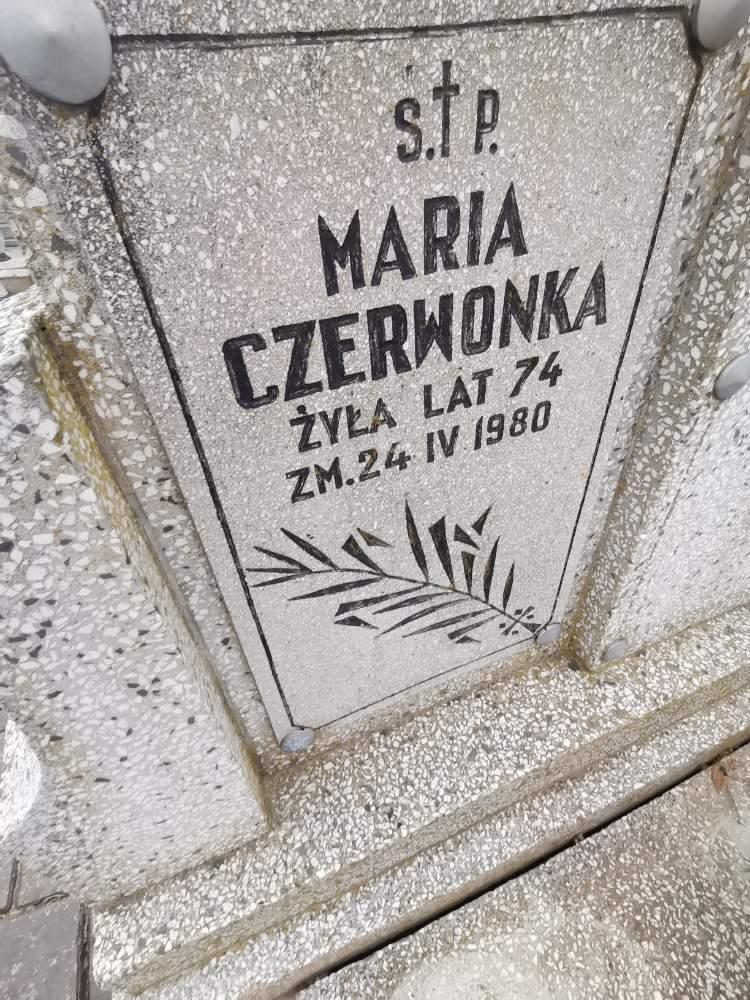 Ś.†P.
MARIA
CZERWONKA
ŻYŁA LAT 74
ZM. 24 IV 1980